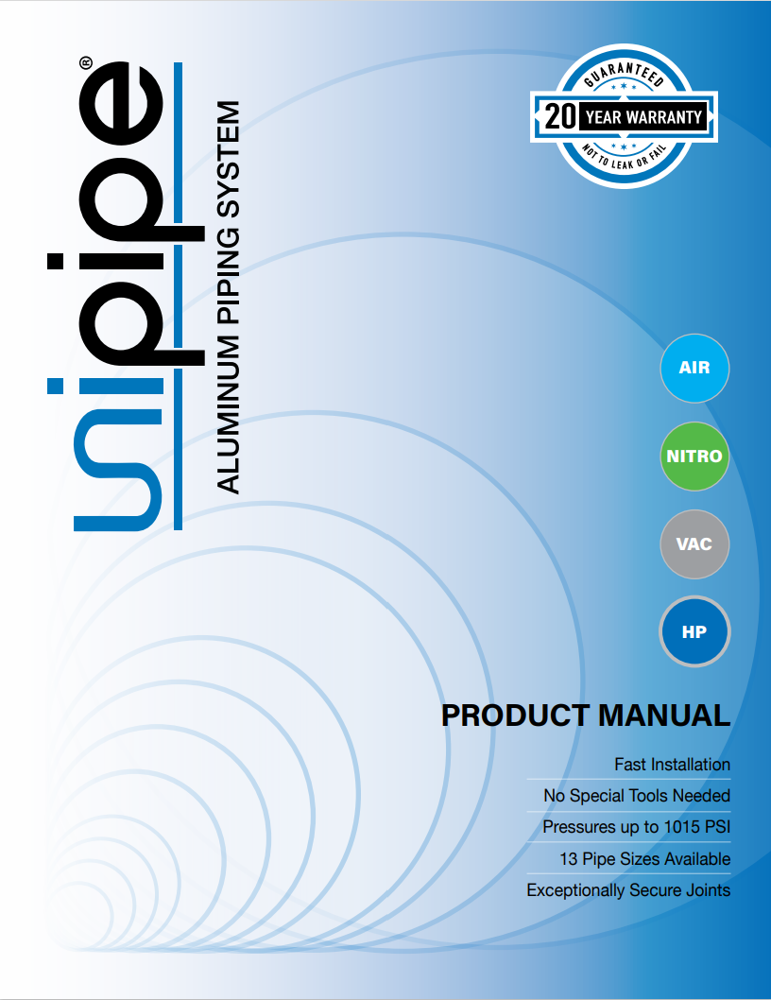 unipipe®
ALUMINUM PIPING SYSTEM
GUARANTEED
20 YEAR WARRANTY
NOT TO LEAK OR FAIL
AIR
NITRO
VAC
HP
PRODUCT MANUAL
Fast Installation
No Special Tools Needed
Pressures up to 1015 PSI
13 Pipe Sizes Available
Exceptionally Secure Joints